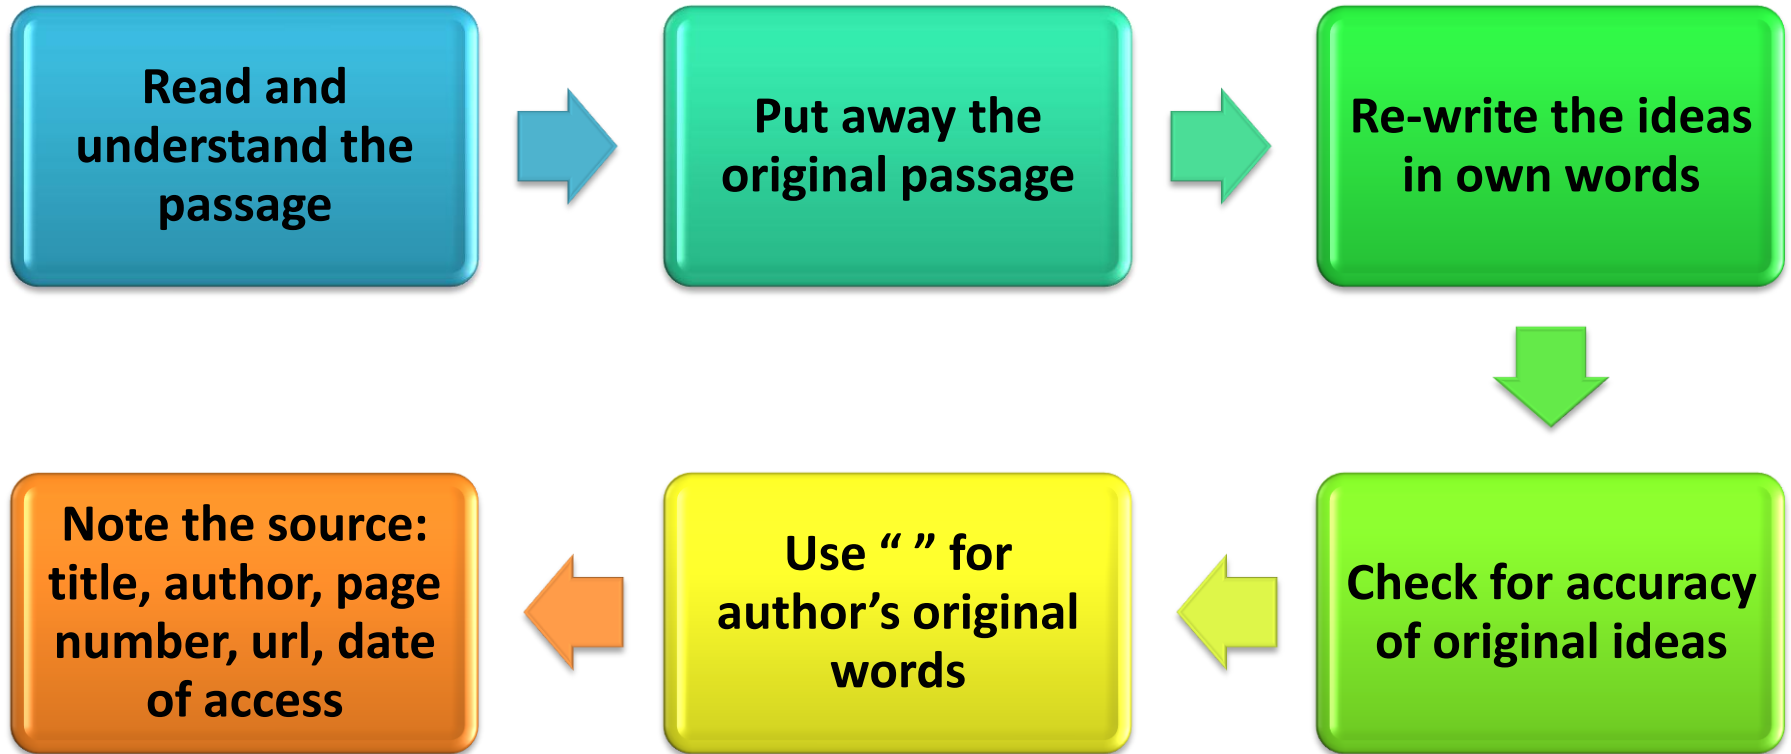 Read and
understand the
passage
Put away the
original passage
Re-write the ideas
in own words
Check for accuracy
of original ideas
Use “ ” for
author’s original
words
Note the source:
title, author, page
number, url, date
of access